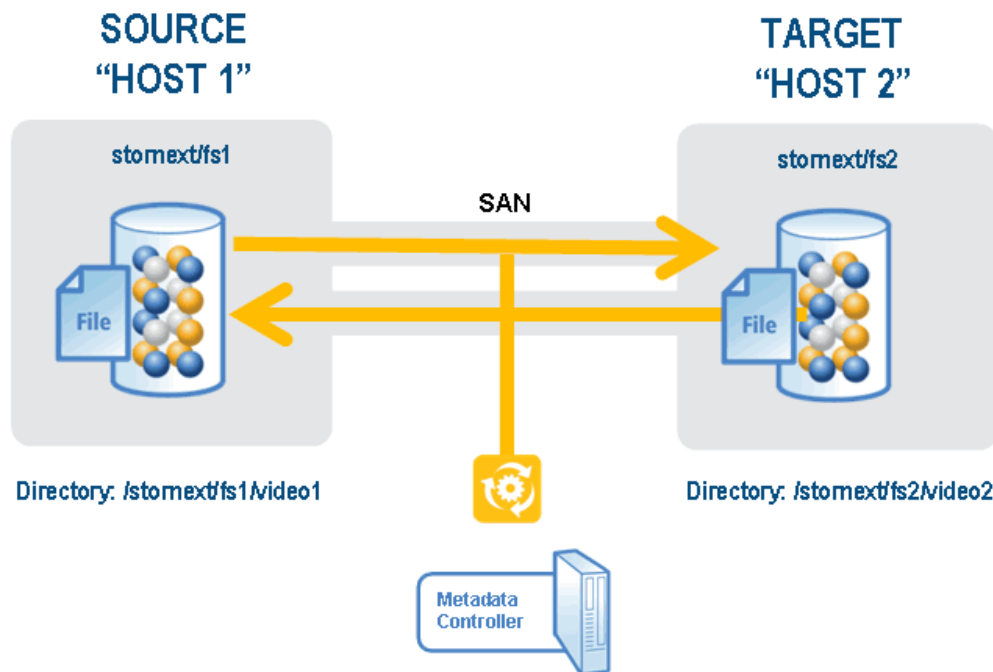 SOURCE
“HOST 1”
TARGET
“HOST 2”
stornext/fs1
stornext/fs2
SAN
File
File
Directory: /stornext/fs1/video1
Directory: /stornext/fs2/video2
Metadata
Controller